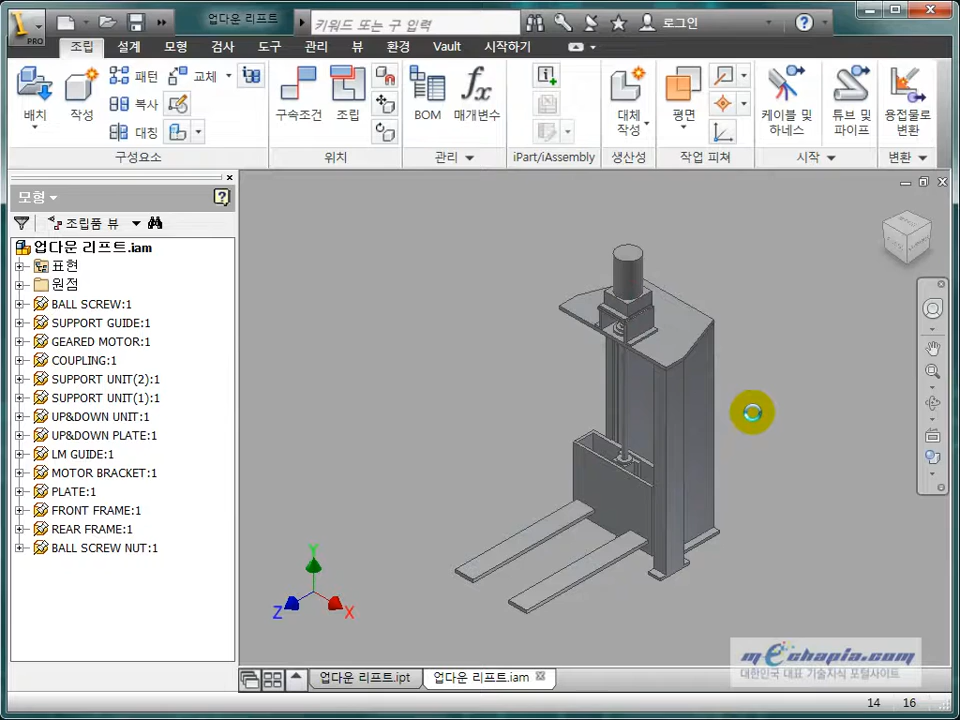 업다운 리프트
키워드 또는 구 입력
로그인
PRO
조립 설계 모형 검사 도구 관리 뷰 환경 Vault 시작하기
배치
작성
패턴
복사
대칭
교체
구성요소
구속조건
조립
위치
BOM
매개변수
관리
iPart/iAssembly
대체
작성
생산성
평면
작업 피쳐
케이블 및
하네스
튜브 및
파이프
시작
용접물로
변환
변환
모형
조립품 뷰
업다운 리프트.iam
표현
원점
BALL SCREW:1
SUPPORT GUIDE:1
GEARED MOTOR:1
COUPLING:1
SUPPORT UNIT(2):1
SUPPORT UNIT(1):1
UP&DOWN UNIT:1
UP&DOWN PLATE:1
LM GUIDE:1
MOTOR BRACKET:1
PLATE:1
FRONT FRAME:1
REAR FRAME:1
BALL SCREW NUT:1
Y
Z
X
mechapia.com
대한민국 대표 기술지식 포털사이트
업다운 리프트.ipt
업다운 리프트.iam
14 16